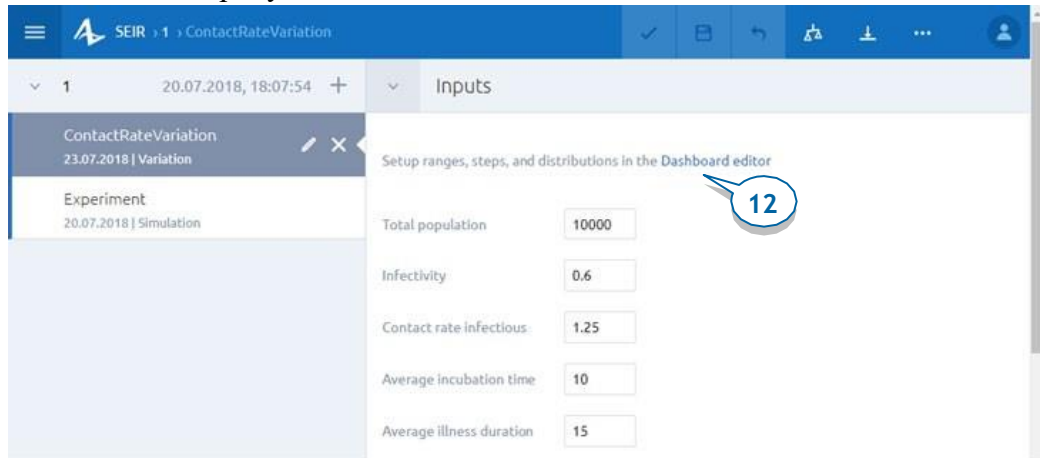 SEIR › 1 › ContactRateVariation
1 20.07.2018, 18:07:54
Inputs
ContactRateVariation
23.07.2018 | Variation
Experiment
20.07.2018 | Simulation
Setup ranges, steps, and distributions in the Dashboard editor
12
Total population 10000
Infectivity 0.6
Contact rate infectious 1.25
Average incubation time 10
Average illness duration 15